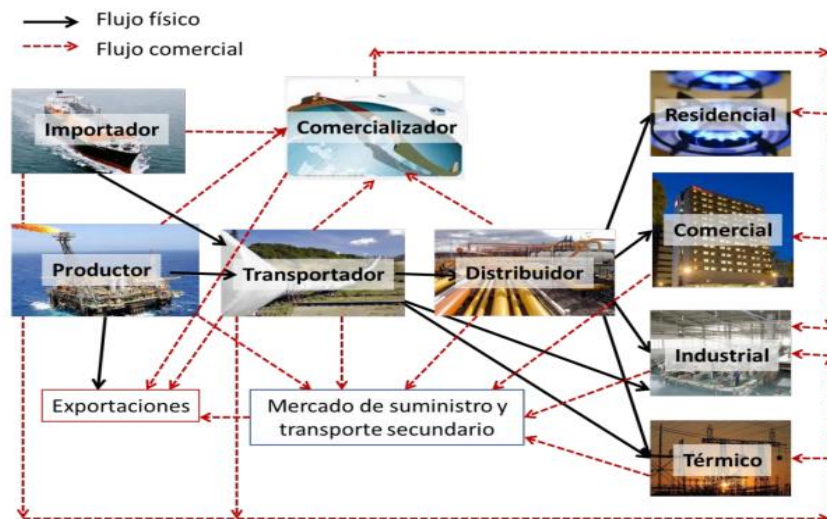 Flujo físico
Flujo comercial
Importador
Comercializador
Residencial
Comercial
Productor
Transportador
Distribuidor
Industrial
Exportaciones
Mercado de suministro y
transporte secundario
Térmico